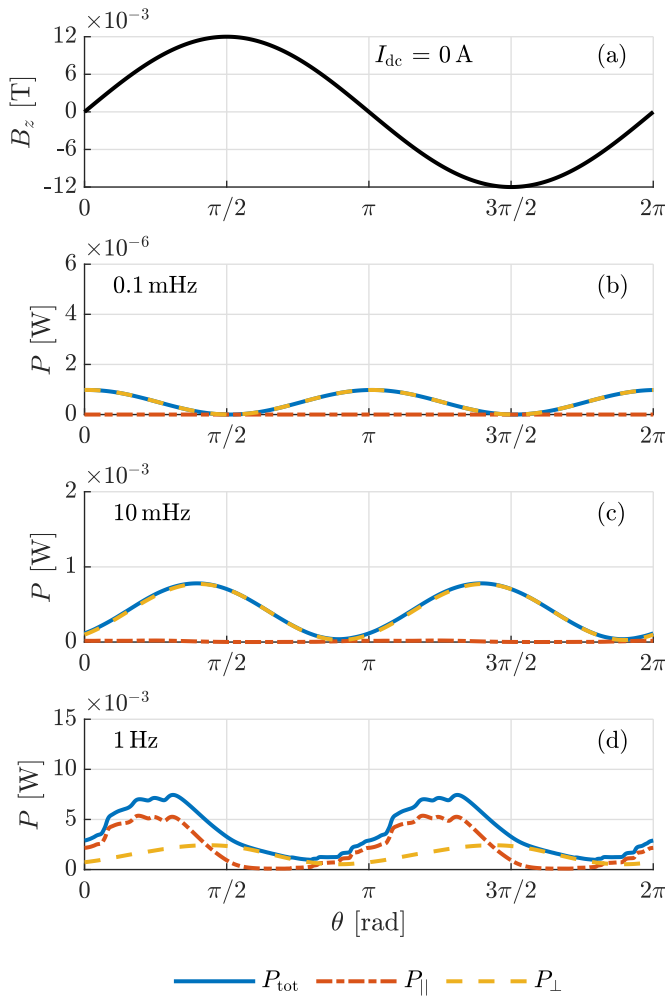 ×10⁻³
I_dc = 0 A
(a)
12
6
0
-6
-12
B_z [T]
0
π/2
π
3π/2
2π
×10⁻⁶
0.1 mHz
(b)
6
4
2
0
P [W]
0
π/2
π
3π/2
2π
×10⁻³
10 mHz
(c)
2
1
0
P [W]
0
π/2
π
3π/2
2π
×10⁻³
1 Hz
(d)
15
10
5
0
P [W]
0
π/2
π
3π/2
2π
θ [rad]
P_tot P_|| P_⊥